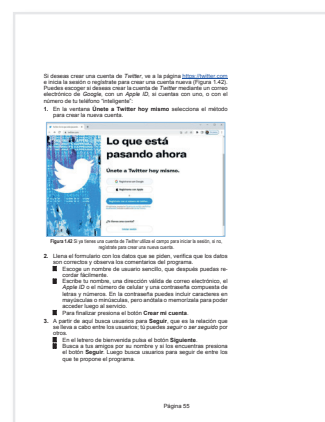 Si deseas crear una cuenta de Twitter, ve a la página https://twitter.com
e inicia la sesión o regístrate para crear una cuenta nueva (Figura 1.42).
Puedes escoger si deseas crear la cuenta de Twitter mediante un correo
electrónico de Google, con un Apple ID, si cuentas con uno, o con el
número de tu teléfono "inteligente":
1. En la ventana Únete a Twitter hoy mismo selecciona el método
para crear la nueva cuenta.
Lo que está
pasando ahora
Únete a Twitter hoy mismo.
Figura 1.42 Si ya tienes una cuenta de Twitter utiliza el campo para iniciar la sesión, si no,
regístrate para crear una nueva cuenta.
2. Llena el formulario con los datos que se piden, verifica que los datos
son correctos y observa los comentarios del programa.
Escoge un nombre de usuario sencillo, que después puedas re-
cordar fácilmente.
Escribe tu nombre, una dirección válida de correo electrónico, el
Apple ID o el número de celular y una contraseña compuesta de
letras y números. En la contraseña puedes incluir caracteres en
mayúsculas o minúsculas, pero anótala o memorízala para poder
acceder luego al servicio.
Para finalizar presiona el botón Crear mi cuenta.
3. A partir de aquí busca usuarios para Seguir, que es la relación que
se lleva a cabo entre los usuarios; tú puedes seguir o ser seguido por
otros.
En el letrero de bienvenida pulsa el botón Siguiente.
Busca a tus amigos por su nombre y si los encuentras presiona
el botón Seguir. Luego busca usuarios para seguir de entre los
que te propone el programa.
Página 55